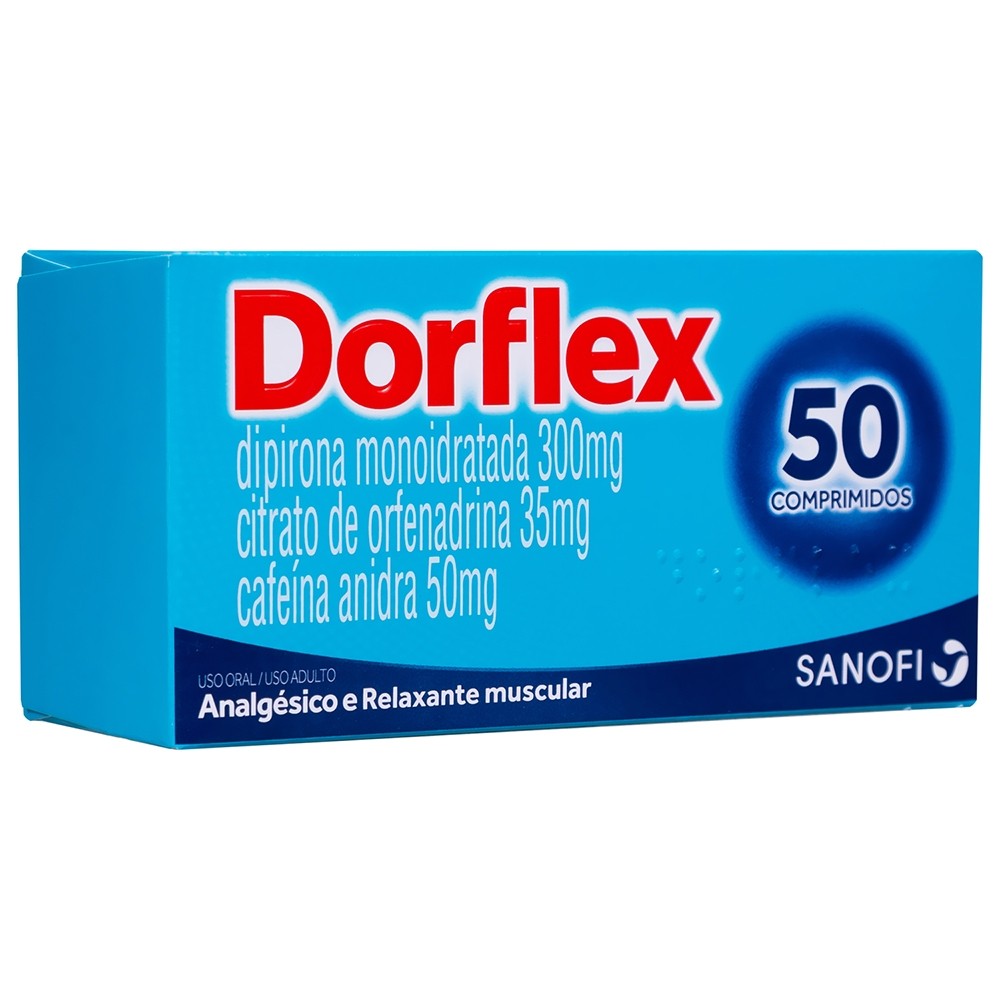 Dorflex
dipirona monoidratada 300mg
citrato de orfenadrina 35mg
cafeína anidra 50mg
50
COMPRIMIDOS
USO ORAL / USO ADULTO
Analgésico e Relaxante muscular
SANOFI